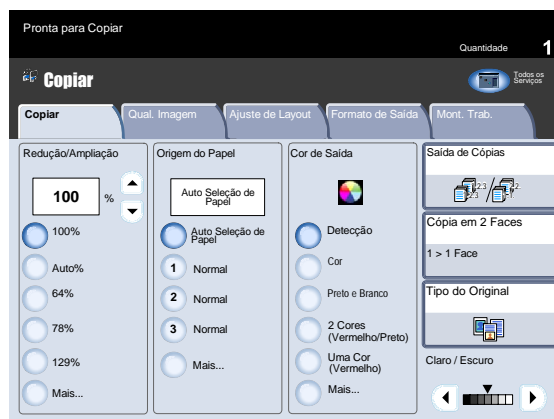 Pronta para Copiar
Quantidade 1
Copiar
Todos os
Serviços
Copiar
Qual. Imagem
Ajuste de Layout
Formato de Saída
Mont. Trab.
Redução/Ampliação
100 %
100%
Auto%
64%
78%
129%
Mais...
Origem do Papel
Auto Seleção de
Papel
Auto Seleção de
Papel
1 Normal
2 Normal
3 Normal
Mais...
Cor de Saída
Detecção
Cor
Preto e Branco
2 Cores
(Vermelho/Preto)
Uma Cor
(Vermelho)
Mais...
Saída de Cópias
Cópia em 2 Faces
1 > 1 Face
Tipo do Original
Claro / Escuro